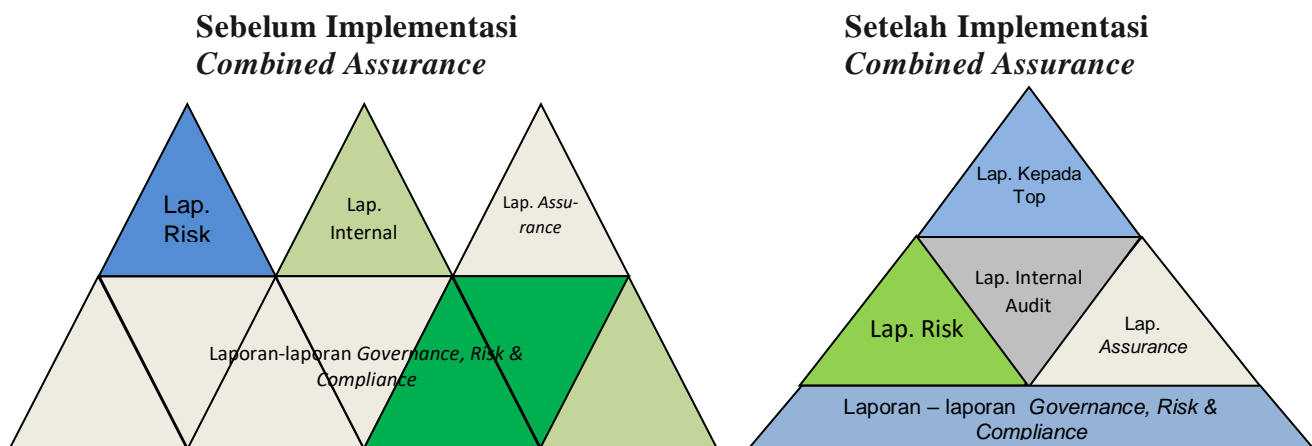 Sebelum Implementasi
Combined Assurance
Lap.
Risk
Lap.
Internal
Lap. Assu-
rance
Laporan-laporan Governance, Risk &
Compliance
Setelah Implementasi
Combined Assurance
Lap. Kepada
Top
Lap. Internal
Audit
Lap. Risk
Lap.
Assurance
Laporan – laporan Governance, Risk &
Compliance